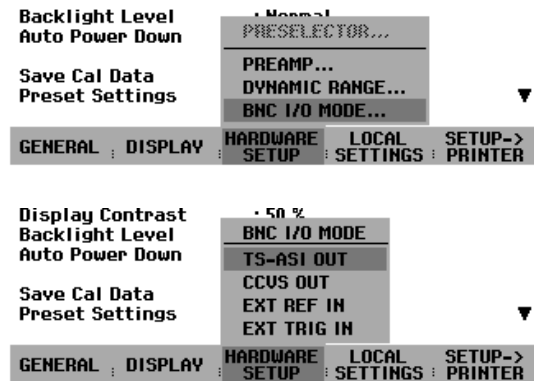 Backlight Level : Normal
Auto Power Down
PRESELECTOR...
PREAMP...
Save Cal Data
DYNAMIC RANGE...
Preset Settings
BNC I/O MODE...
GENERAL DISPLAY HARDWARE SETUP LOCAL SETTINGS SETUP-> PRINTER
Display Contrast : 50 %
Backlight Level
BNC I/O MODE
Auto Power Down
TS-ASI OUT
CCVS OUT
Save Cal Data
EXT REF IN
Preset Settings
EXT TRIG IN
GENERAL DISPLAY HARDWARE SETUP LOCAL SETTINGS SETUP-> PRINTER